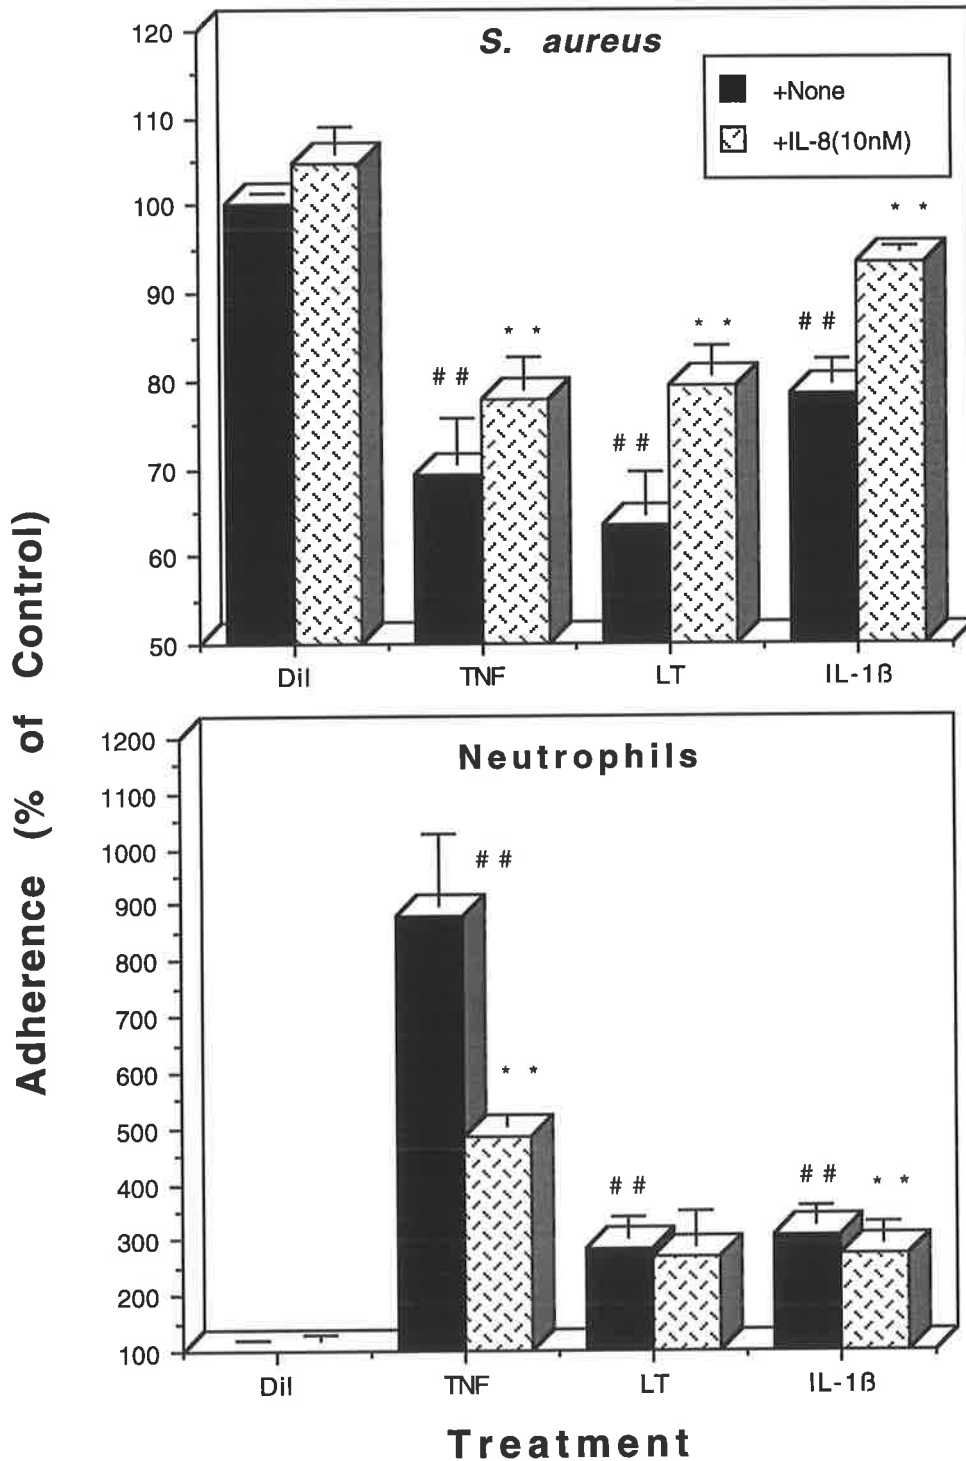 S. aureus
+None
+IL-8(10nM)
120
110
100
90
80
70
60
50
* *
* *
* *
# #
# #
# #
Dil
TNF
LT
IL-1ß
Adherence (% of Control)
Neutrophils
1200
1100
1000
900
800
700
600
500
400
300
200
100
# #
* *
# #
# #
* *
Dil
TNF
LT
IL-1ß
Treatment